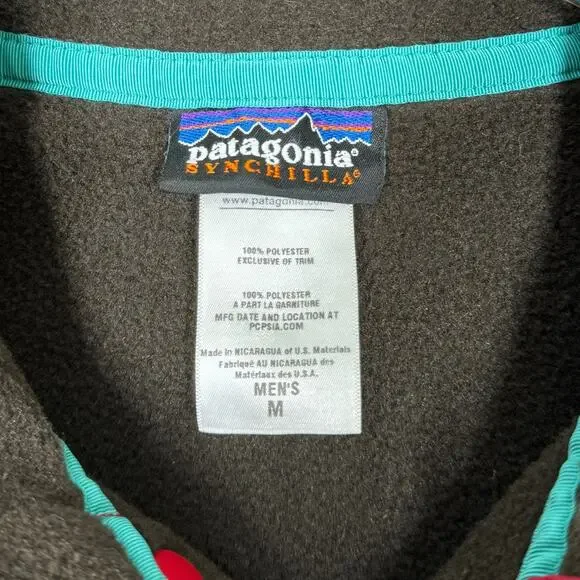 patagonia®
SYNCHILLA®
www.patagonia.com
100% POLYESTER
EXCLUSIVE OF TRIM
100% POLYESTER
A PART LA GARNITURE
MFG DATE AND LOCATION AT
PCPSIA.COM
Made in NICARAGUA of U.S. Materials
Fabriqué AU NICARAGUA des
Matériaux des U.S.A.
MEN'S
M